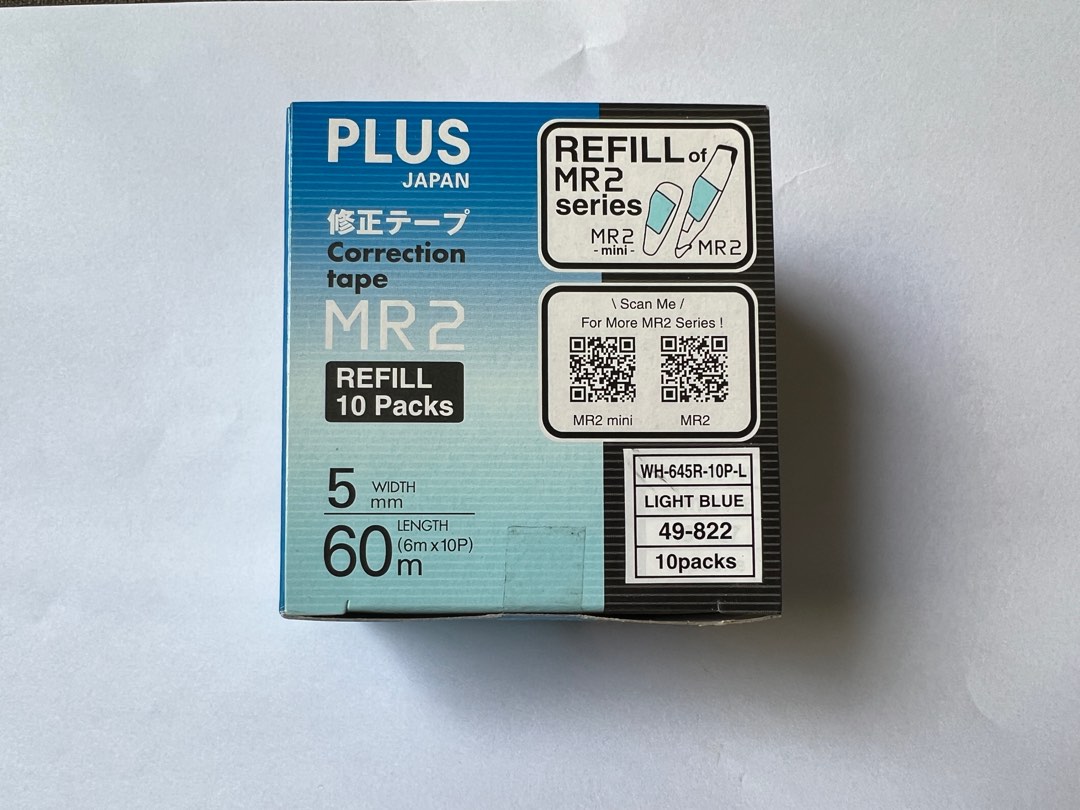 PLUS
JAPAN
修正テープ
Correction
tape
MR2
REFILL
10 Packs
5 WIDTH
mm
60 LENGTH
(6m x 10P)
m
REFILL of
MR2
series
MR2
- mini -
MR2
\ Scan Me /
For More MR2 Series !
MR2 mini
MR2
WH-645R-10P-L
LIGHT BLUE
49-822
10packs